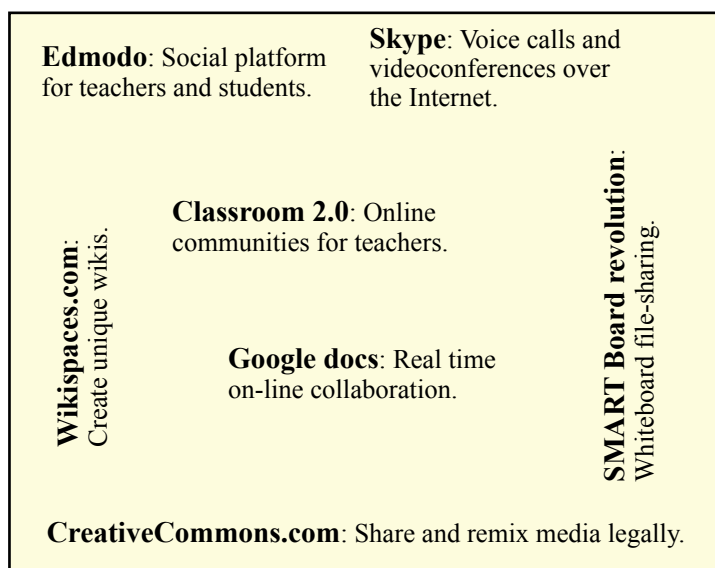 Edmodo: Social platform
for teachers and students.
Skype: Voice calls and
videoconferences over
the Internet.
Classroom 2.0: Online
communities for teachers.
Wikispaces.com:
Create unique wikis.
SMART Board revolution:
Whiteboard file-sharing.
Google docs: Real time
on-line collaboration.
CreativeCommons.com: Share and remix media legally.